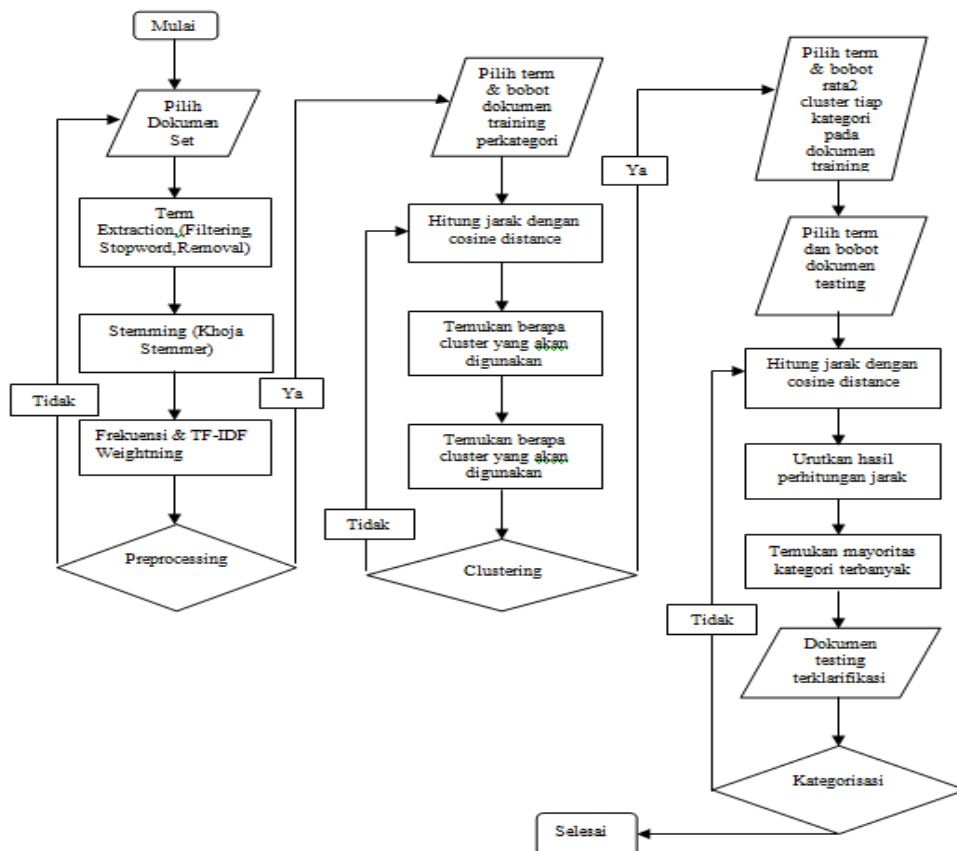 Mulai
Pilih
Dokumen
Set
Term
Extraction,(Filtering,
Stopword,Removal)
Stemming (Khoja
Stemmer)
Tidak
Frekuensi & TF-IDF
Weightning
Preprocessing
Ya
Pilih term
& bobot
dokumen
training
perkategori
Hitung jarak dengan
cosine distance
Temukan berapa
cluster yang akan
digunakan
Temukan berapa
cluster yang akan
digunakan
Tidak
Clustering
Ya
Pilih term
& bobot
rata2
cluster tiap
kategori
pada
dokumen
training
Pilih term
dan bobot
dokumen
testing
Hitung jarak dengan
cosine distance
Urutkan hasil
perhitungan jarak
Temukan mayoritas
kategori terbanyak
Tidak
Dokumen
testing
terklarifikasi
Kategorisasi
Selesai